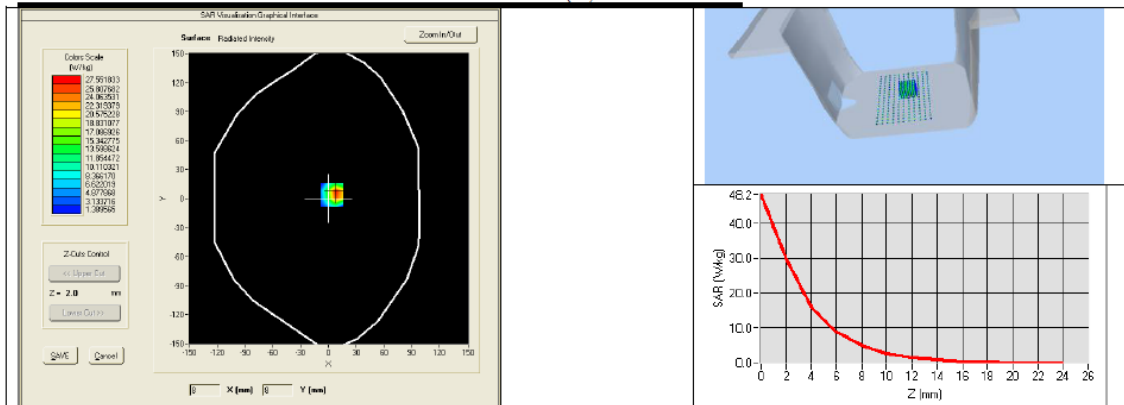 SAR Visualisation Graphical Interface
Surface Radiated Intensity
Zoom In/Out
Colors Scale
(W/kg)
27.551833
25.807682
24.063531
22.319379
20.575228
18.831077
17.086926
15.342775
13.598624
11.854472
10.110321
8.366170
6.622019
4.877868
3.133716
1.389565
150
120
90
60
30
0
-30
-60
-90
-120
-150
Y
-150 -120 -90 -60 -30 0 30 60 90 120 150
X
Z-Cuts Control
<< Upper Cut
Z = 2.0 mm
Lower Cut >>
SAVE Cancel
8 X (mm) 8 Y (mm)
48.2
40.0
30.0
20.0
10.0
0.0
SAR (W/kg)
0 2 4 6 8 10 12 14 16 18 20 22 24 26
Z (mm)